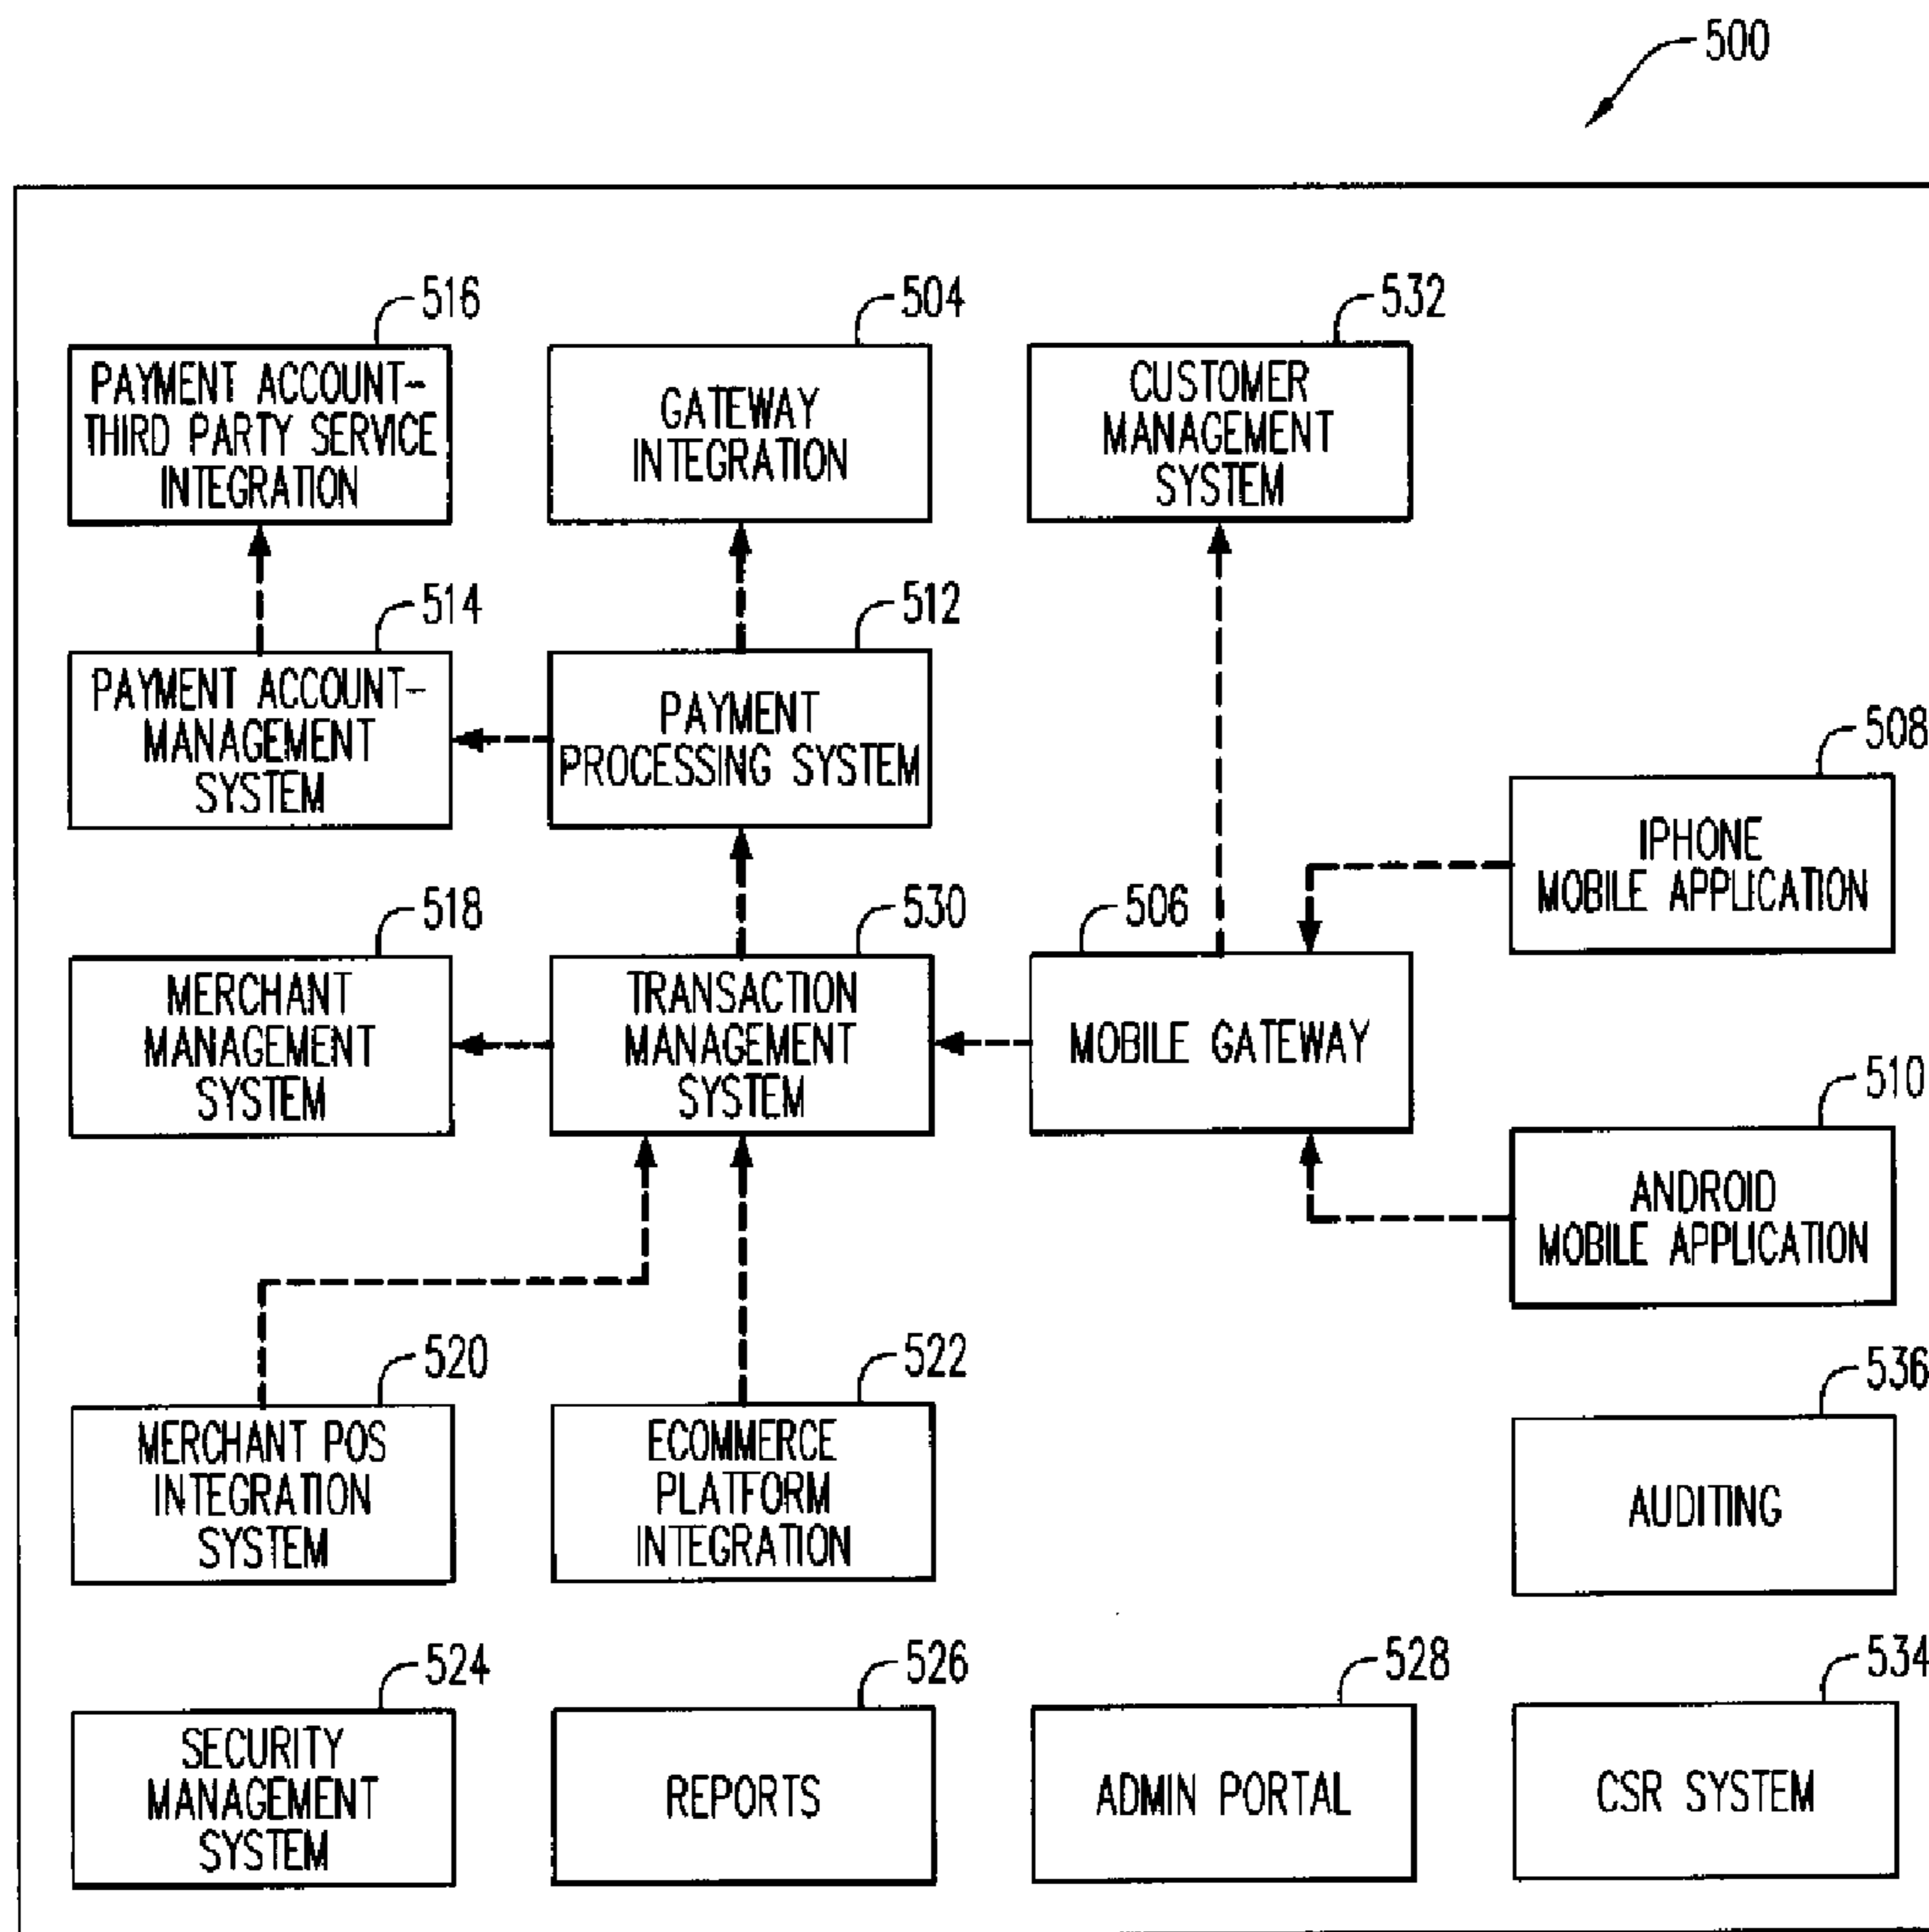 500
516
PAYMENT ACCOUNT-
THIRD PARTY SERVICE
INTEGRATION
504
GATEWAY
INTEGRATION
532
CUSTOMER
MANAGEMENT
SYSTEM
514
PAYMENT ACCOUNT-
MANAGEMENT
SYSTEM
512
PAYMENT
PROCESSING SYSTEM
508
IPHONE
MOBILE APPLICATION
518
MERCHANT
MANAGEMENT
SYSTEM
530
TRANSACTION
MANAGEMENT
SYSTEM
506
MOBILE GATEWAY
510
ANDROID
MOBILE APPLICATION
520
MERCHANT POS
INTEGRATION
SYSTEM
522
ECOMMERCE
PLATFORM
INTEGRATION
536
AUDITING
524
SECURITY
MANAGEMENT
SYSTEM
526
REPORTS
528
ADMIN PORTAL
534
CSR SYSTEM